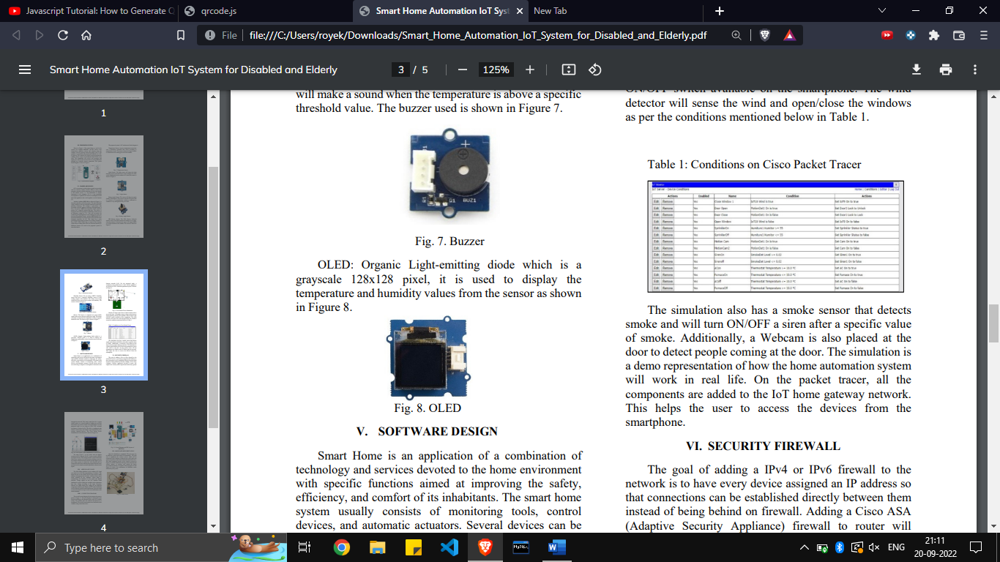 Javascript Tutorial: How to Generate Q
qrcode.js
Smart Home Automation IoT Syst
New Tab
File
file:///C:/Users/royek/Downloads/Smart_Home_Automation_IoT_System_for_Disabled_and_Elderly.pdf
Smart Home Automation IoT System for Disabled and Elderly
3 / 5
125%
1
2
3
4
will make a sound when the temperature is above a specific
threshold value. The buzzer used is shown in Figure 7.
G1
BUZ1
Fig. 7. Buzzer
OLED: Organic Light-emitting diode which is a
grayscale 128x128 pixel, it is used to display the
temperature and humidity values from the sensor as shown
in Figure 8.
Fig. 8. OLED
V. SOFTWARE DESIGN
Smart Home is an application of a combination of
technology and services devoted to the home environment
with specific functions aimed at improving the safety,
efficiency, and comfort of its inhabitants. The smart home
system usually consists of monitoring tools, control
devices, and automatic actuators. Several devices can be
ON/OFF switch available on the smartphone. The wind
detector will sense the wind and open/close the windows
as per the conditions mentioned below in Table 1.
Table 1: Conditions on Cisco Packet Tracer
IoT Server - Device Conditions
Actions Enabled Name Condition Actions
The simulation also has a smoke sensor that detects
smoke and will turn ON/OFF a siren after a specific value
of smoke. Additionally, a Webcam is also placed at the
door to detect people coming at the door. The simulation is
a demo representation of how the home automation system
will work in real life. On the packet tracer, all the
components are added to the IoT home gateway network.
This helps the user to access the devices from the
smartphone.
VI. SECURITY FIREWALL
The goal of adding a IPv4 or IPv6 firewall to the
network is to have every device assigned an IP address so
that connections can be established directly between them
instead of being behind on firewall. Adding a Cisco ASA
(Adaptive Security Appliance) firewall to router will
Type here to search
ENG
21:11
20-09-2022